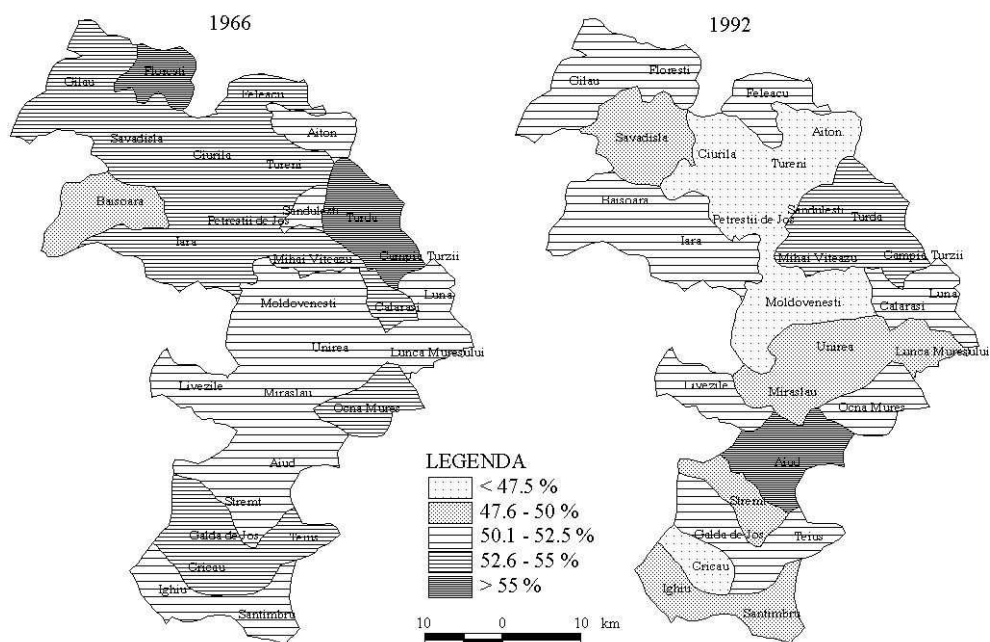 1966
Floresti
Gilau
Feleacu
Savadisla
Aiton
Ciurila
Tureni
Baisoara
Sandulesti
Petrestii de Jos
Turda
Iara
Mihai Viteazu
Campia Turzii
Moldovenesti
Luna
Calarasi
Unirea
Lunca Muresului
Livezile
Miraslau
Ocna Mures
Aiud
Stremt
Galda de Jos
Teius
Cricau
Ighiu
Santimbru
1992
Floresti
Gilau
Feleacu
Savadisla
Aiton
Ciurila
Tureni
Baisoara
Sandulesti
Petrestii de Jos
Turda
Iara
Mihai Viteazu
Campia Turzii
Moldovenesti
Luna
Calarasi
Unirea
Lunca Muresului
Livezile
Miraslau
Ocna Mures
Aiud
Stremt
Galda de Jos
Teius
Cricau
Ighiu
Santimbru
LEGENDA
< 47.5 %
47.6 - 50 %
50.1 - 52.5 %
52.6 - 55 %
> 55 %
10 0 10 km